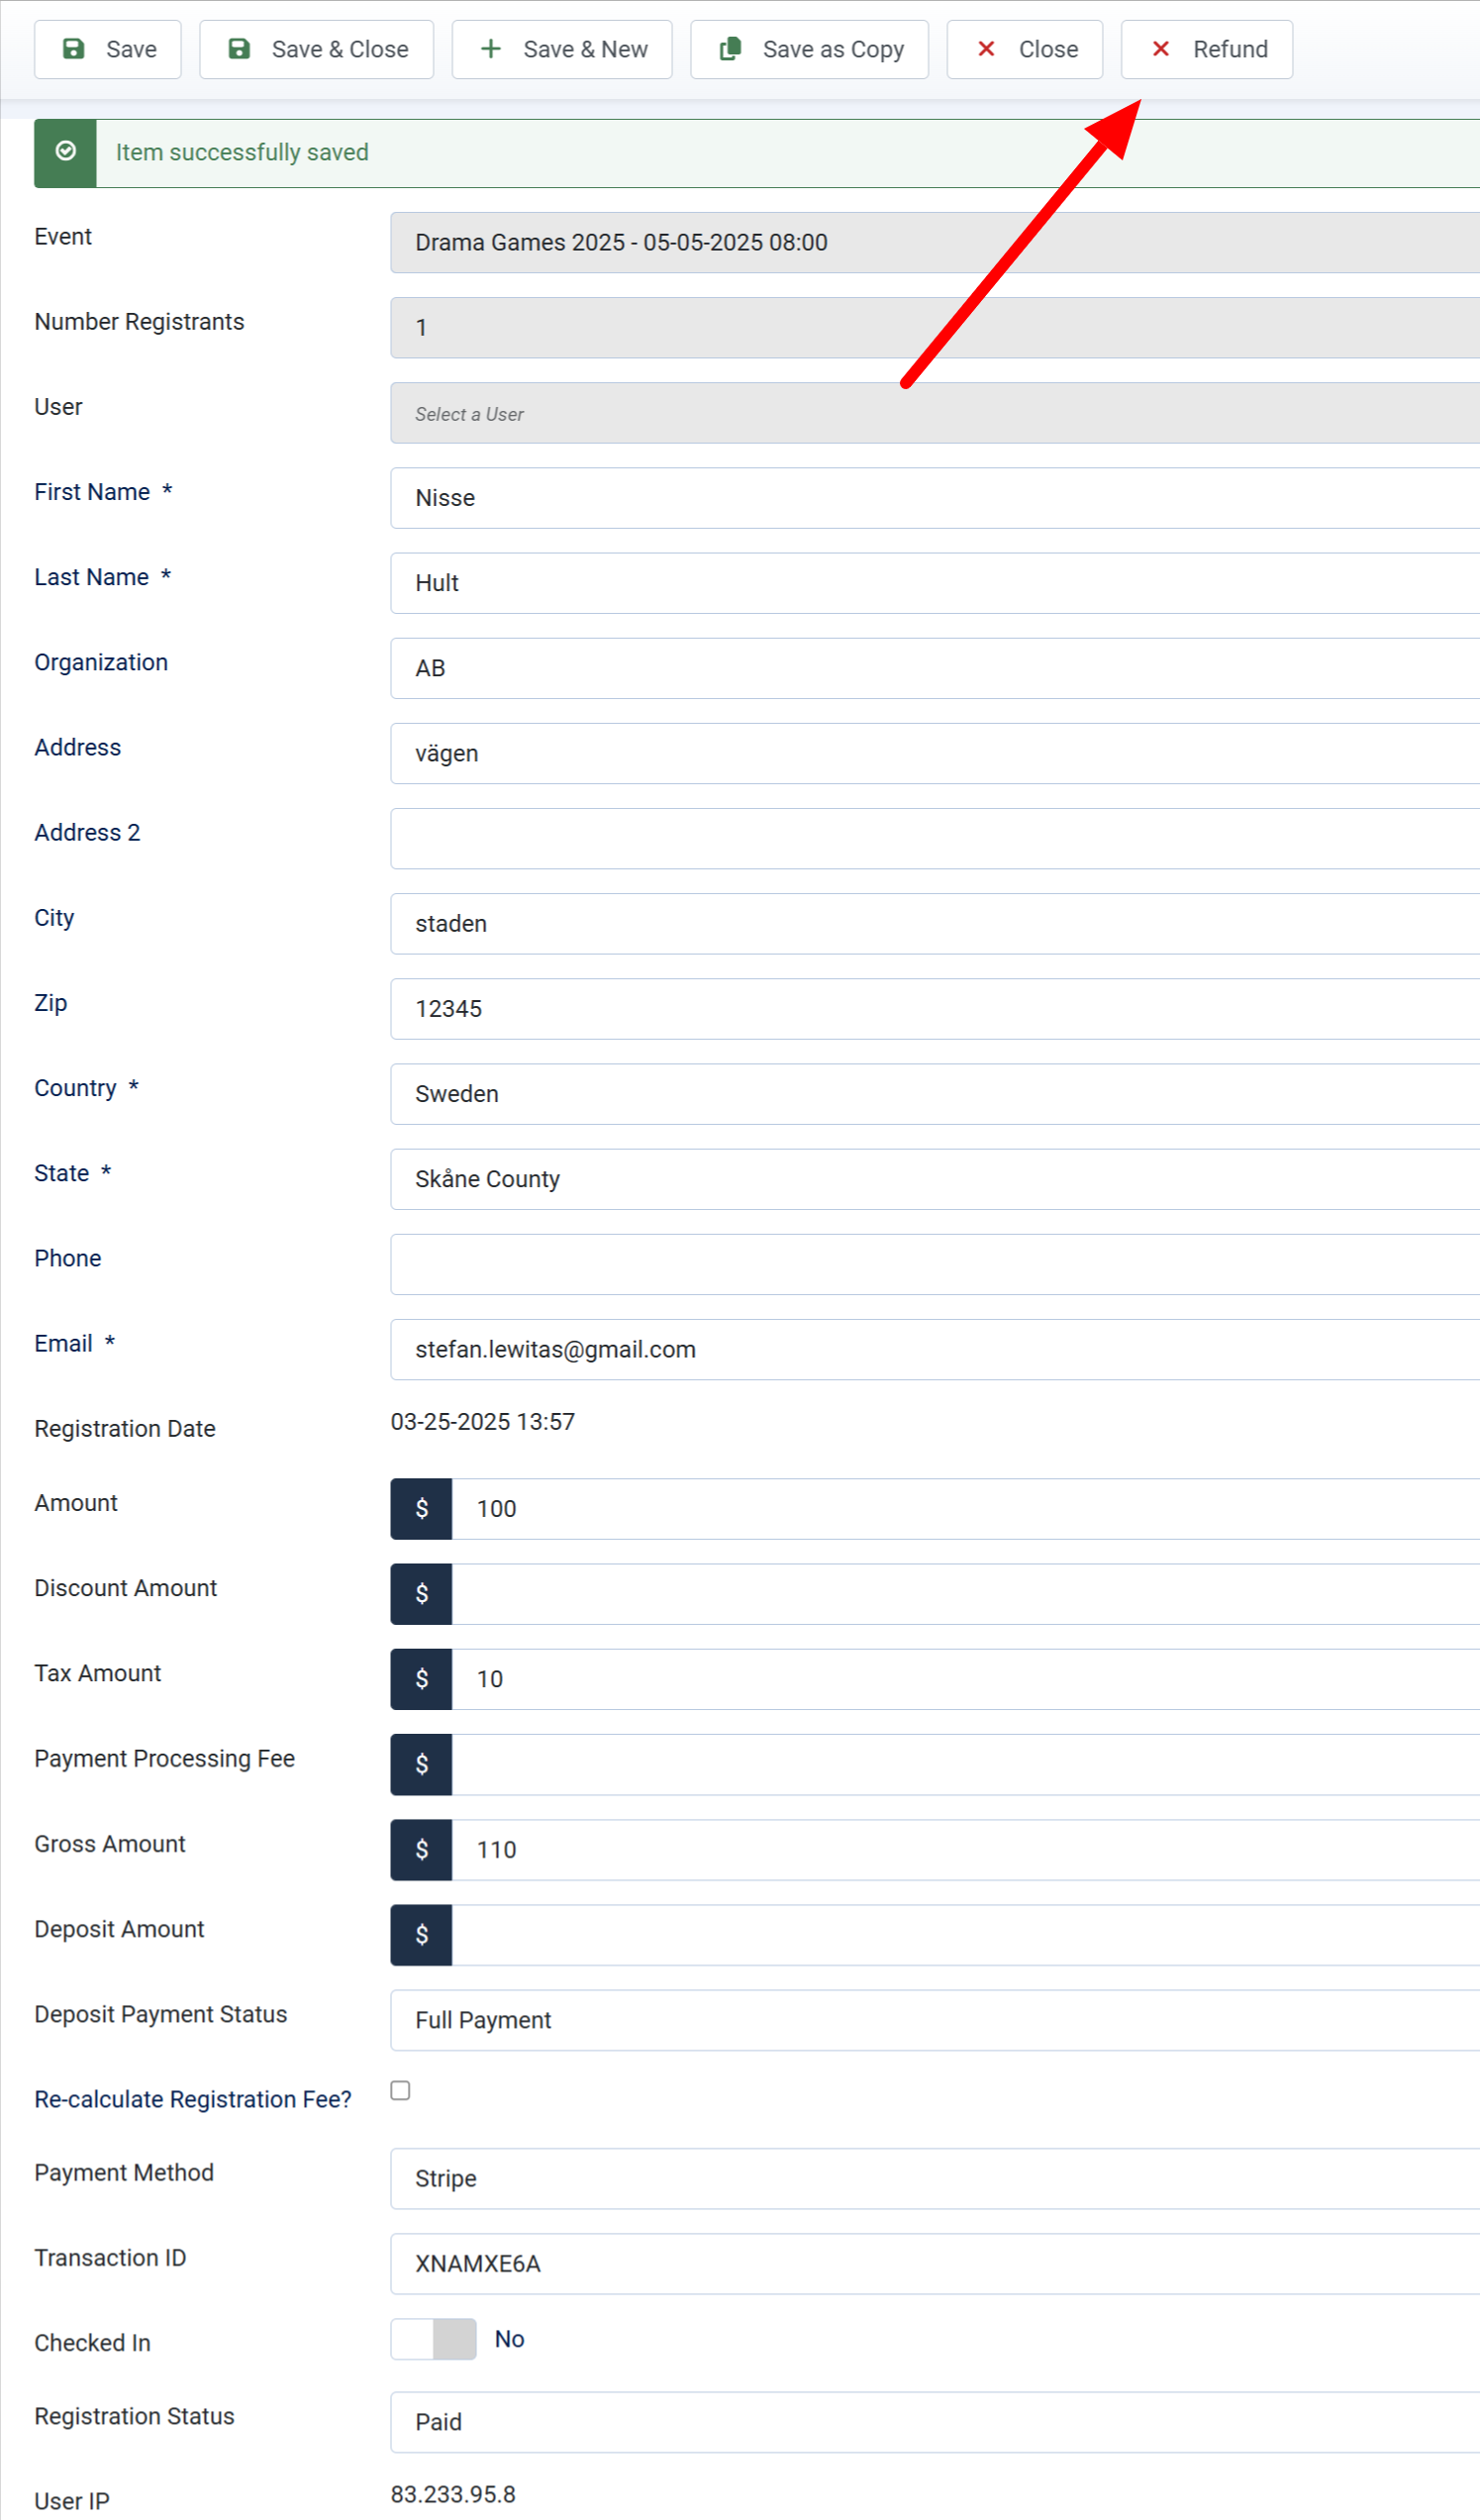 Save Save & Close Save & New Save as Copy Close Refund
Item successfully saved
Event Drama Games 2025 - 05-05-2025 08:00
Number Registrants 1
User Select a User
First Name * Nisse
Last Name * Hult
Organization AB
Address vägen
Address 2
City staden
Zip 12345
Country * Sweden
State * Skåne County
Phone
Email * stefan.lewitas@gmail.com
Registration Date 03-25-2025 13:57
Amount $ 100
Discount Amount $
Tax Amount $ 10
Payment Processing Fee $
Gross Amount $ 110
Deposit Amount $
Deposit Payment Status Full Payment
Re-calculate Registration Fee?
Payment Method Stripe
Transaction ID XNAMXE6A
Checked In No
Registration Status Paid
User IP 83.233.95.8